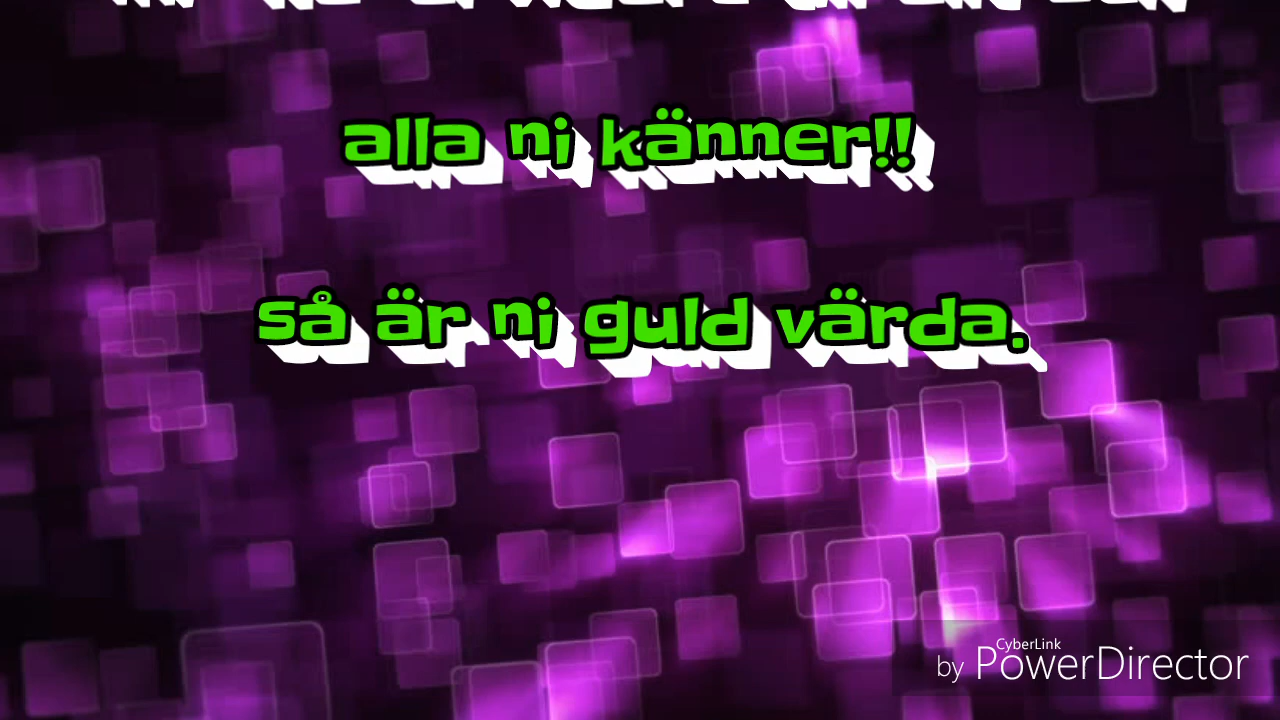 alla ni känner!!
så är ni guld värda.
CyberLink
by PowerDirector